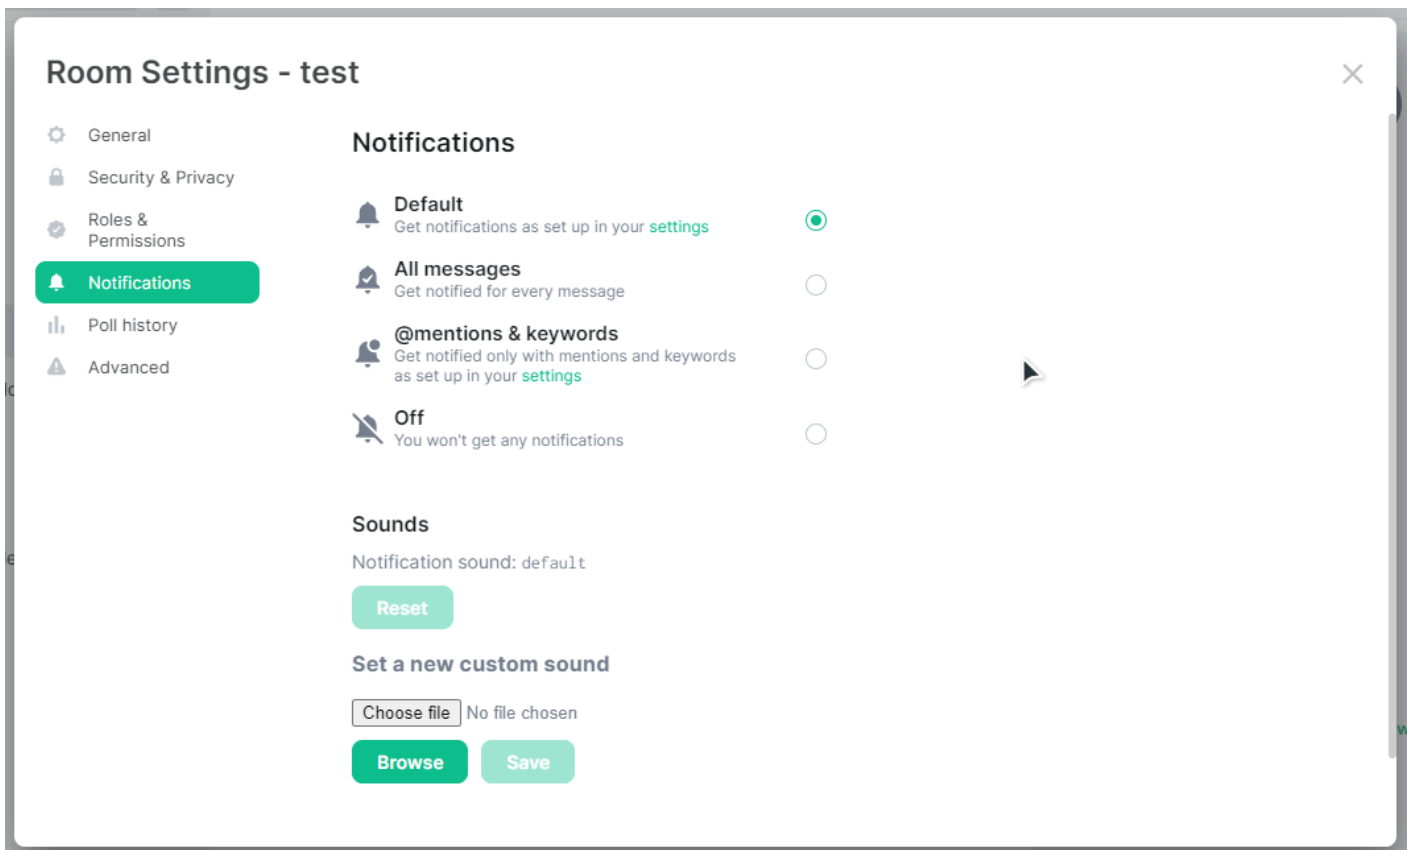 Room Settings - test
General
Security & Privacy
Roles &
Permissions
Notifications
Poll history
Advanced
Notifications
Default
Get notifications as set up in your settings
All messages
Get notified for every message
@mentions & keywords
Get notified only with mentions and keywords
as set up in your settings
Off
You won't get any notifications
Sounds
Notification sound: default
Reset
Set a new custom sound
Choose file No file chosen
Browse
Save